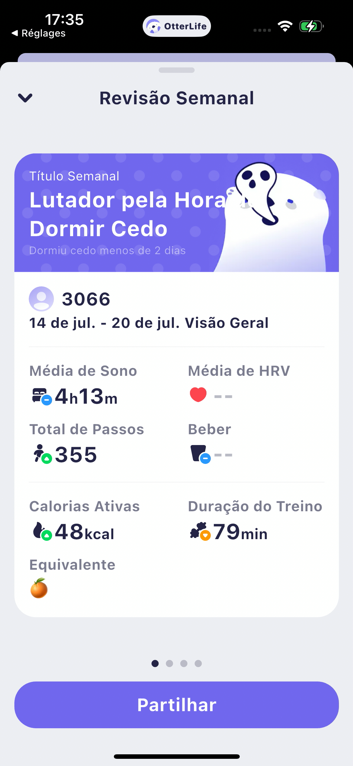 17:35
OtterLife
◀ Réglages
Revisão Semanal
Título Semanal
Lutador pela Hora
Dormir Cedo
Dormiu cedo menos de 2 dias
3066
14 de jul. - 20 de jul. Visão Geral
Média de Sono
Média de HRV
4h13m
--
Total de Passos
Beber
355
--
Calorias Ativas
Duração do Treino
48kcal
79min
Equivalente
Partilhar